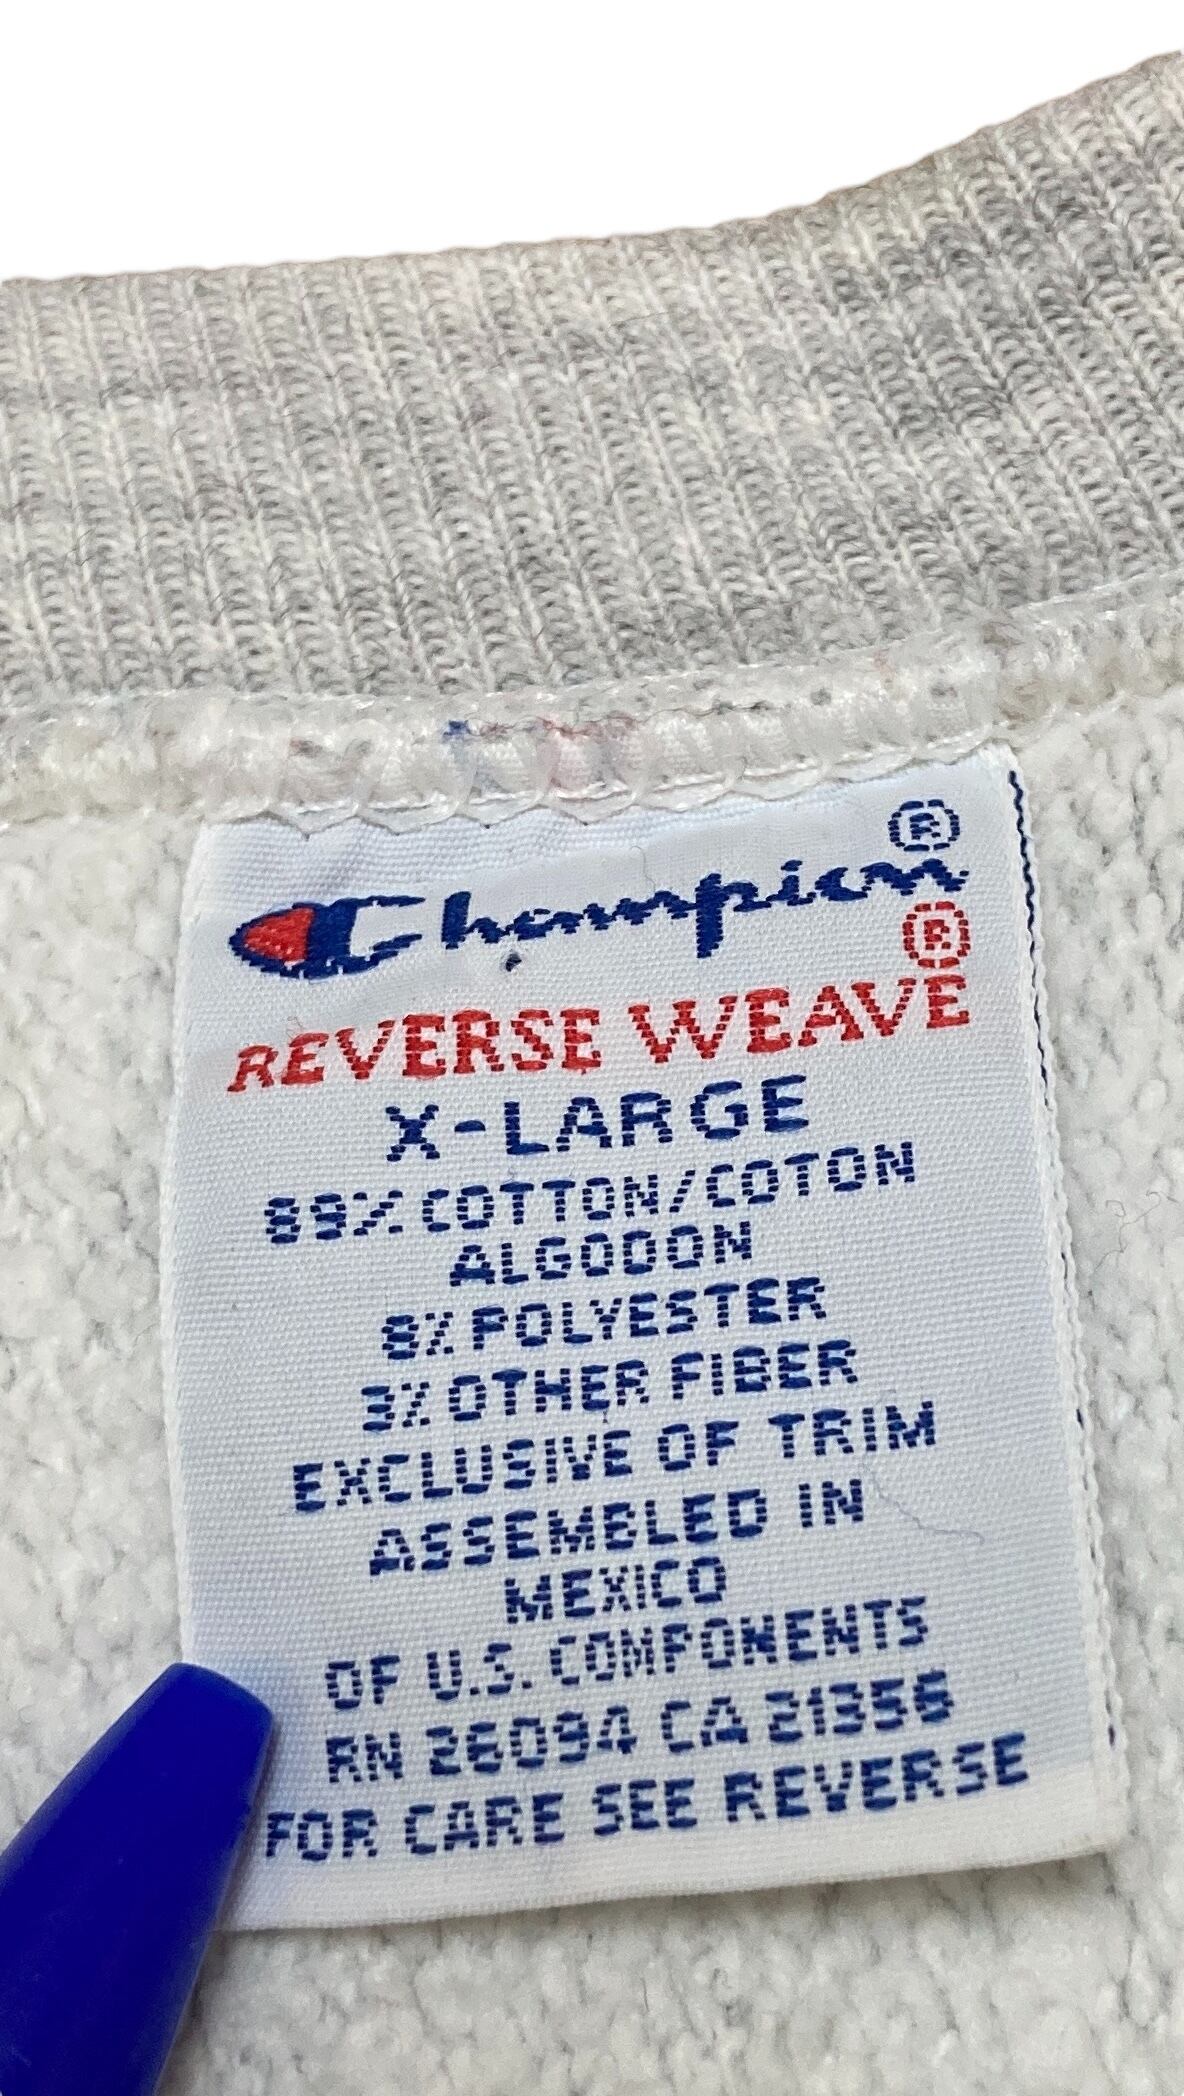 ®
Champion
®
REVERSE WEAVE
X-LARGE
89% COTTON/COTON
ALGODON
8% POLYESTER
3% OTHER FIBER
EXCLUSIVE OF TRIM
ASSEMBLED IN
MEXICO
OF U.S. COMPONENTS
RN 26094 CA 21356
FOR CARE SEE REVERSE